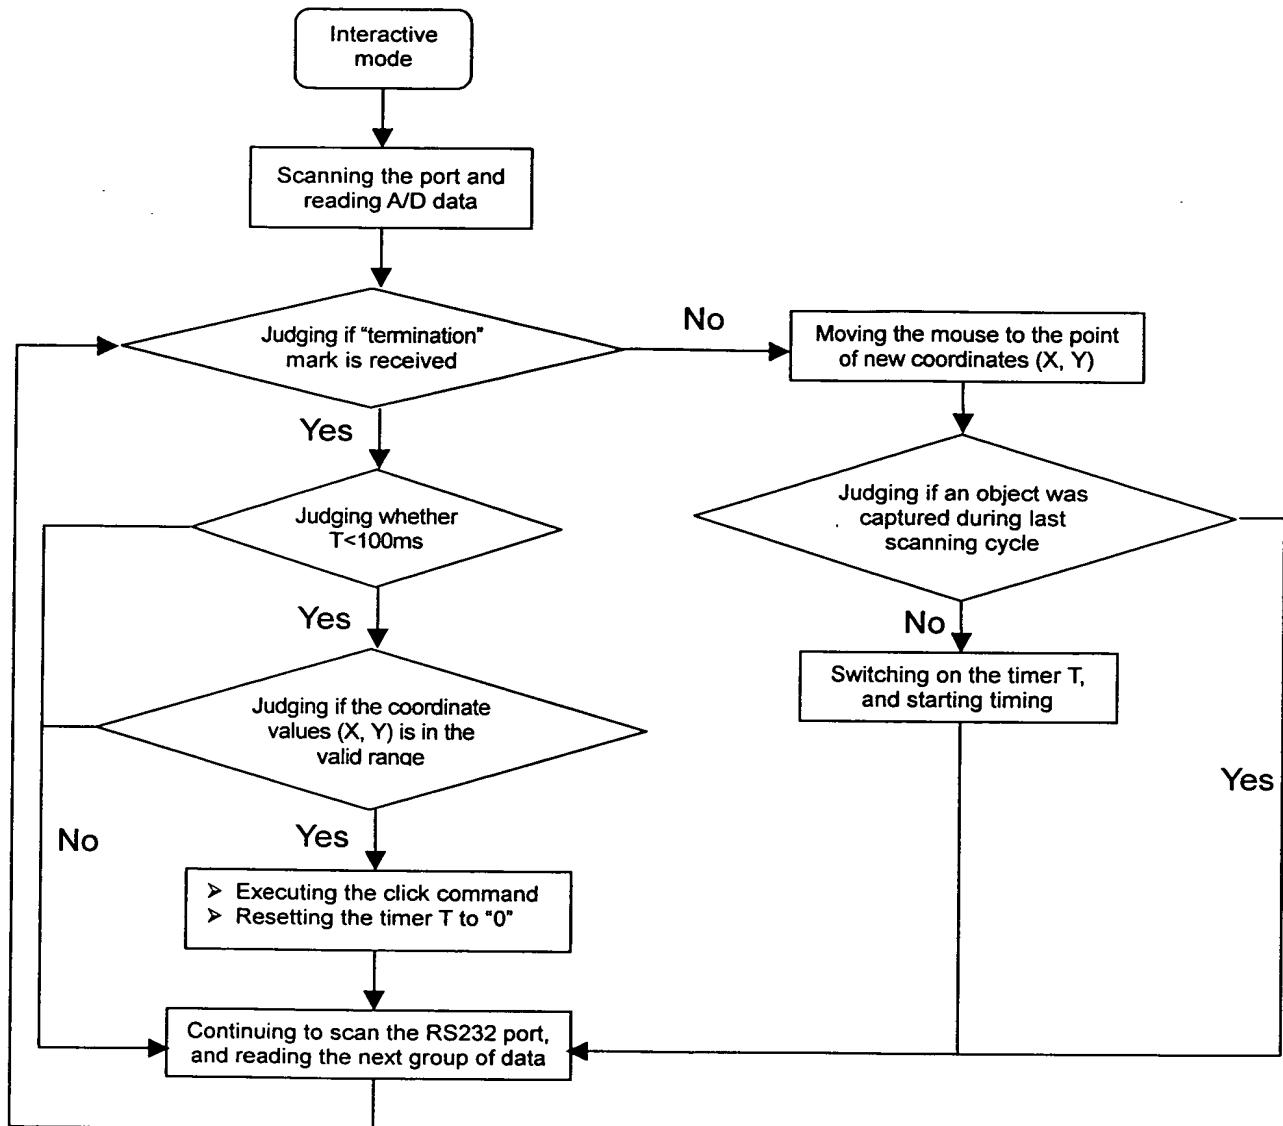 Interactive
mode
Scanning the port and
reading A/D data
Judging if "termination"
mark is received
No
Moving the mouse to the point
of new coordinates (X, Y)
Yes
Judging if an object was
captured during last
scanning cycle
Judging whether
T<100ms
Yes
No
Switching on the timer T,
and starting timing
Judging if the coordinate
values (X, Y) is in the
valid range
Yes
No
Yes
➢ Executing the click command
➢ Resetting the timer T to "0"
Continuing to scan the RS232 port,
and reading the next group of data